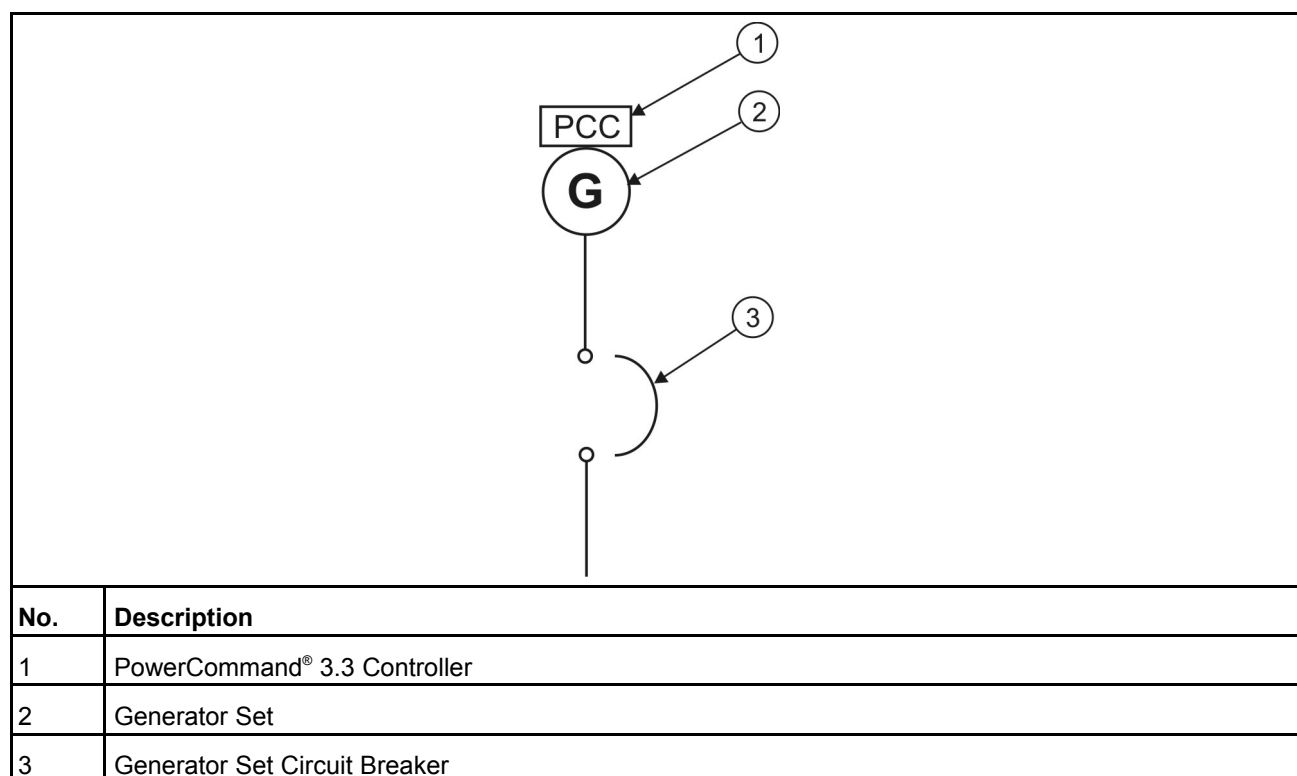 1
PCC
2
G
3
No. Description
1 PowerCommand® 3.3 Controller
2 Generator Set
3 Generator Set Circuit Breaker